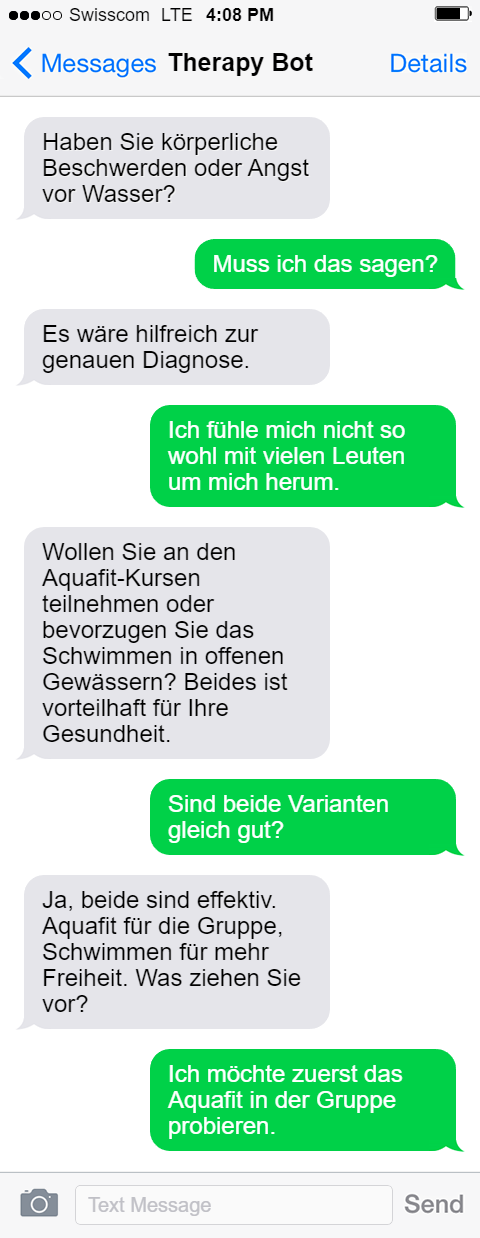 Swisscom LTE 4:08 PM
Messages Therapy Bot Details
Haben Sie körperliche
Beschwerden oder Angst
vor Wasser?
Muss ich das sagen?
Es wäre hilfreich zur
genauen Diagnose.
Ich fühle mich nicht so
wohl mit vielen Leuten
um mich herum.
Wollen Sie an den
Aquafit-Kursen
teilnehmen oder
bevorzugen Sie das
Schwimmen in offenen
Gewässern? Beides ist
vorteilhaft für Ihre
Gesundheit.
Sind beide Varianten
gleich gut?
Ja, beide sind effektiv.
Aquafit für die Gruppe,
Schwimmen für mehr
Freiheit. Was ziehen Sie
vor?
Ich möchte zuerst das
Aquafit in der Gruppe
probieren.
Text Message Send